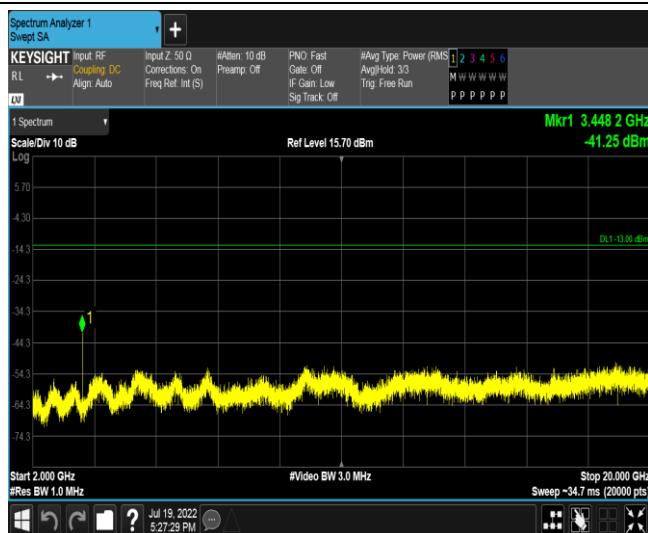 Spectrum Analyzer 1
Swept SA
KEYSIGHT
RL
LXI
Input: RF
Coupling: DC
Align: Auto
Input Z: 50 Ω
Corrections: On
Freq Ref: Int (S)
#Atten: 10 dB
Preamp: Off
PNO: Fast
Gate: Off
IF Gain: Low
Sig Track: Off
#Avg Type: Power (RMS
Avg|Hold: 3/3
Trig: Free Run
1 2 3 4 5 6
M W W W W W
P P P P P P
1 Spectrum
Mkr1 3.448 2 GHz
Scale/Div 10 dB
Ref Level 15.70 dBm
-41.25 dBm
Log
5.70
-4.30
DL1 -13.00 dBm
-14.3
-24.3
-34.3
1
-44.3
-54.3
-64.3
-74.3
Start 2.000 GHz
#Video BW 3.0 MHz
Stop 20.000 GHz
#Res BW 1.0 MHz
Sweep ~34.7 ms (20000 pts)
?
Jul 19, 2022
5:27:29 PM